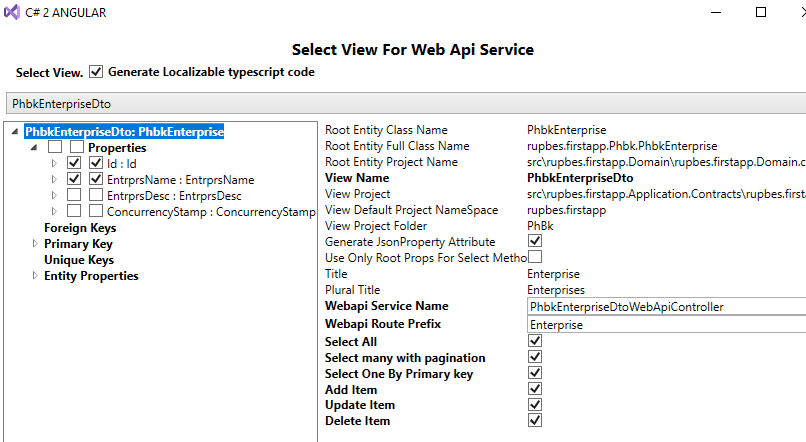 C# 2 ANGULAR
Select View For Web Api Service
Select View. Generate Localizable typescript code
PhbkEnterpriseDto
PhbkEnterpriseDto: PhbkEnterprise
Properties
Id : Id
EntrprsName : EntrprsName
EntrprsDesc : EntrprsDesc
ConcurrencyStamp : ConcurrencyStamp
Foreign Keys
Primary Key
Unique Keys
Entity Properties
Root Entity Class Name PhbkEnterprise
Root Entity Full Class Name rupbes.firstapp.Phbk.PhbkEnterprise
Root Entity Project Name src\rupbes.firstapp.Domain\rupbes.firstapp.Domain.c
View Name PhbkEnterpriseDto
View Project src\rupbes.firstapp.Application.Contracts\rupbes.firsta
View Default Project NameSpace rupbes.firstapp
View Project Folder PhBk
Generate JsonProperty Attribute
Use Only Root Props For Select Metho
Title Enterprise
Plural Title Enterprises
Webapi Service Name PhbkEnterpriseDtoWebApiController
Webapi Route Prefix Enterprise
Select All
Select many with pagination
Select One By Primary key
Add Item
Update Item
Delete Item